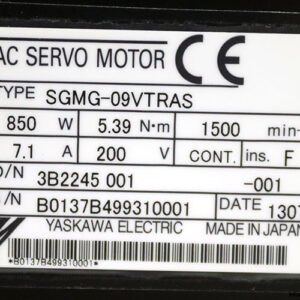 AC SERVO MOTOR CE
TYPE SGMG-09VTRAS
850 W 5.39 N·m 1500 min-
7.1 A 200 V CONT. ins. F
O/N 3B2245 001 -001
S/N B0137B499310001 DATE 1307
YASKAWA ELECTRIC MADE IN JAPAN
*B0137B499310001*